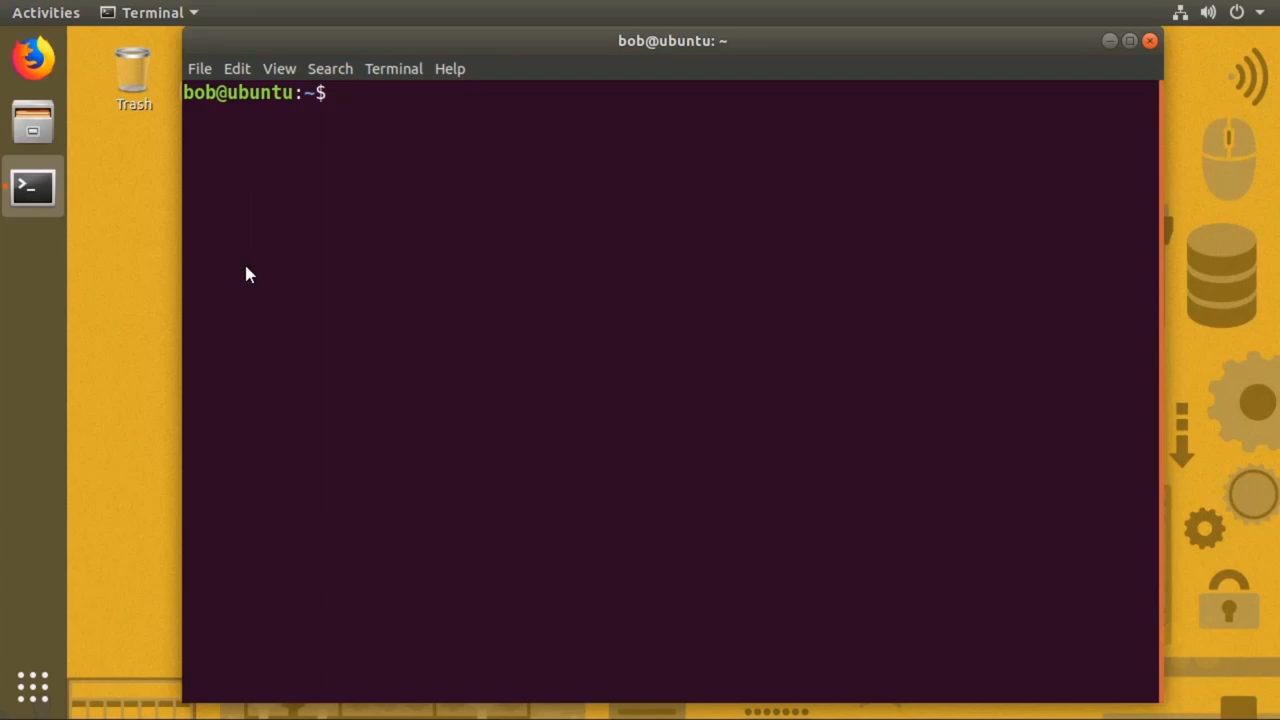 Activities Terminal
bob@ubuntu: ~
File Edit View Search Terminal Help
Trash
bob@ubuntu:~$
>_